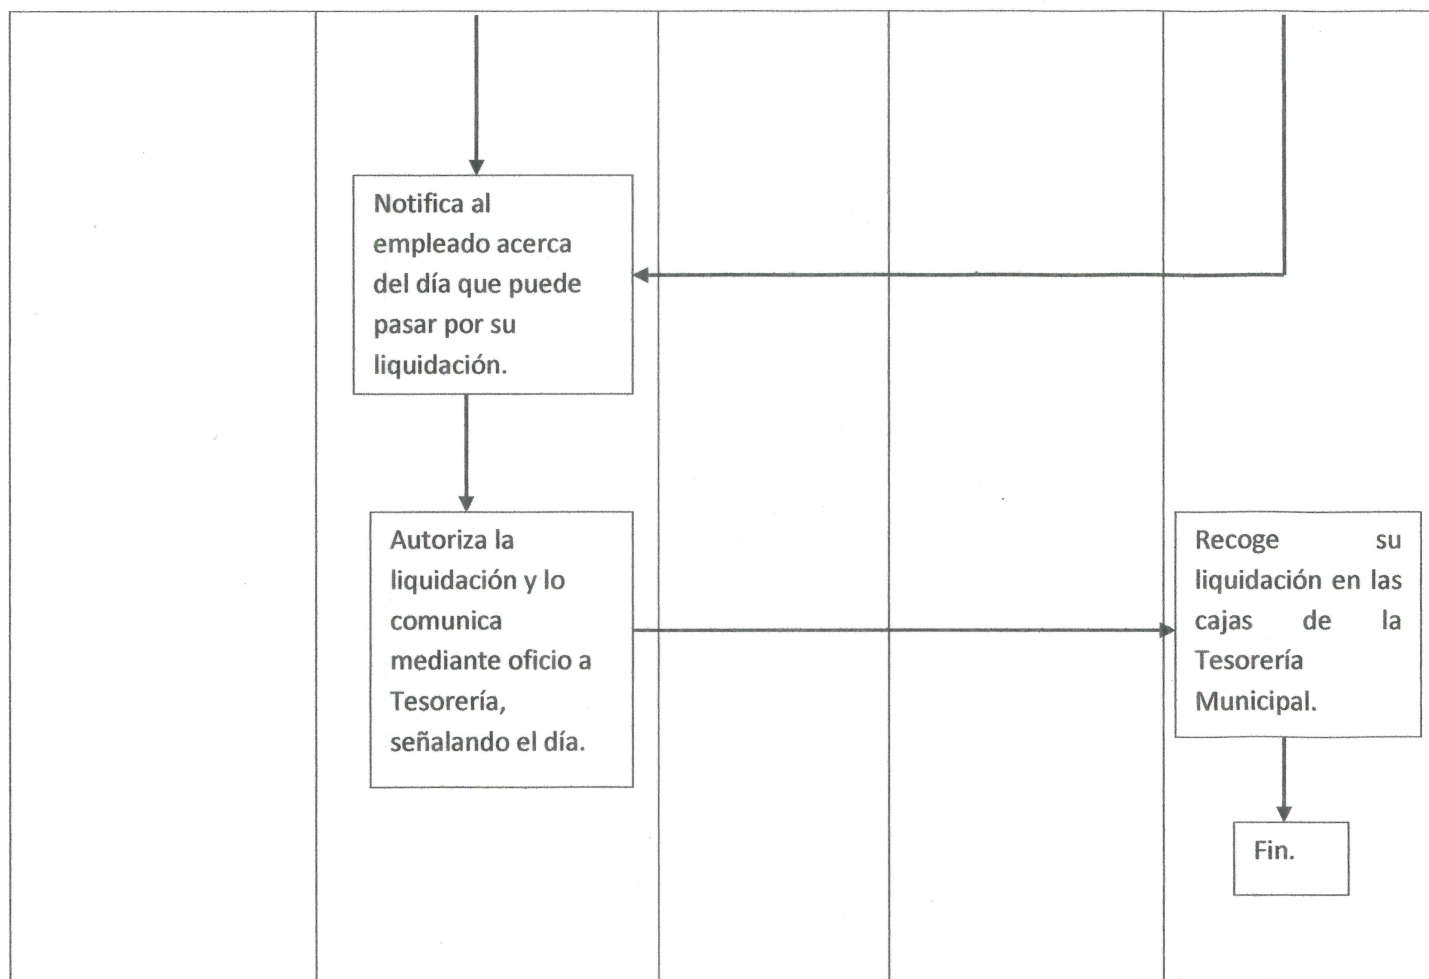 Notifica al
empleado acerca
del día que puede
pasar por su
liquidación.
Autoriza la
liquidación y lo
comunica
mediante oficio a
Tesorería,
señalando el día.
Recoge su
liquidación en las
cajas de la
Tesorería
Municipal.
Fin.